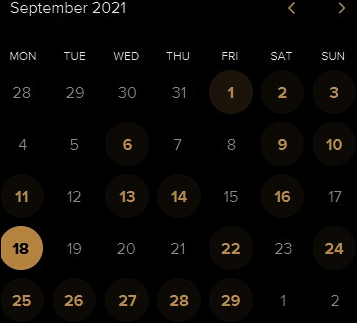 September 2021
MON TUE WED THU FRI SAT SUN
28 29 30 31 1 2 3
4 5 6 7 8 9 10
11 12 13 14 15 16 17
18 19 20 21 22 23 24
25 26 27 28 29 1 2